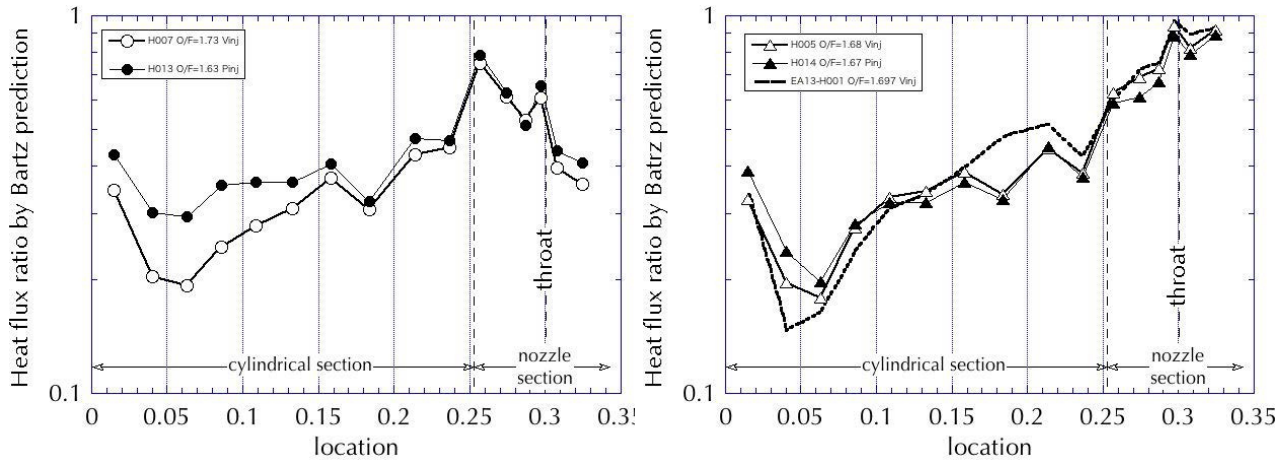 Heat flux ratio by Bartz prediction
1
0.1
H007 O/F=1.73 Vinj
H013 O/F=1.63 Pinj
throat
cylindrical section
nozzle
section
0 0.05 0.1 0.15 0.2 0.25 0.3 0.35
location
Heat flux ratio by Batrz prediction
1
0.1
H005 O/F=1.68 Vinj
H014 O/F=1.67 Pinj
EA13-H001 O/F=1.697 Vinj
throat
cylindrical section
nozzle
section
0 0.05 0.1 0.15 0.2 0.25 0.3 0.35
location